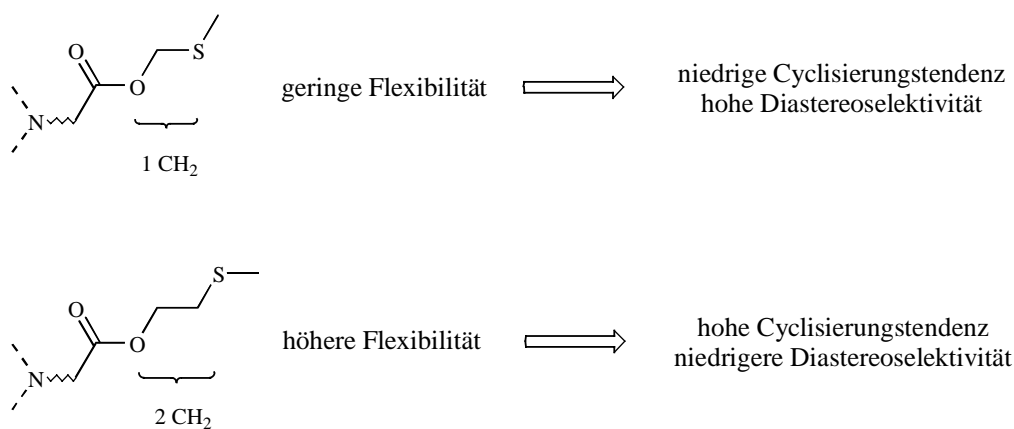 S
O
O
N
geringe Flexibilität
niedrige Cyclisierungstendenz
hohe Diastereoselektivität
1 CH₂
S
O
O
N
höhere Flexibilität
hohe Cyclisierungstendenz
niedrigere Diastereoselektivität
2 CH₂